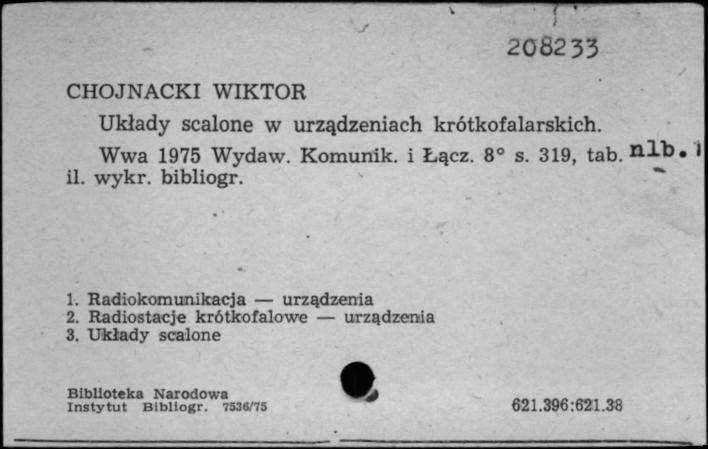 208233
CHOJNACKI WIKTOR
Układy scalone w urządzeniach krótkofalarskich.
Wwa 1975 Wydaw. Komunik. i Łącz. 8° s. 319, tab. nlb. 1
il. wykr. bibliogr.
1. Radiokomunikacja — urządzenia
2. Radiostacje krótkofalowe — urządzenia
3. Układy scalone
Biblioteka Narodowa
Instytut Bibliogr. 7536/75
621.396:621.38